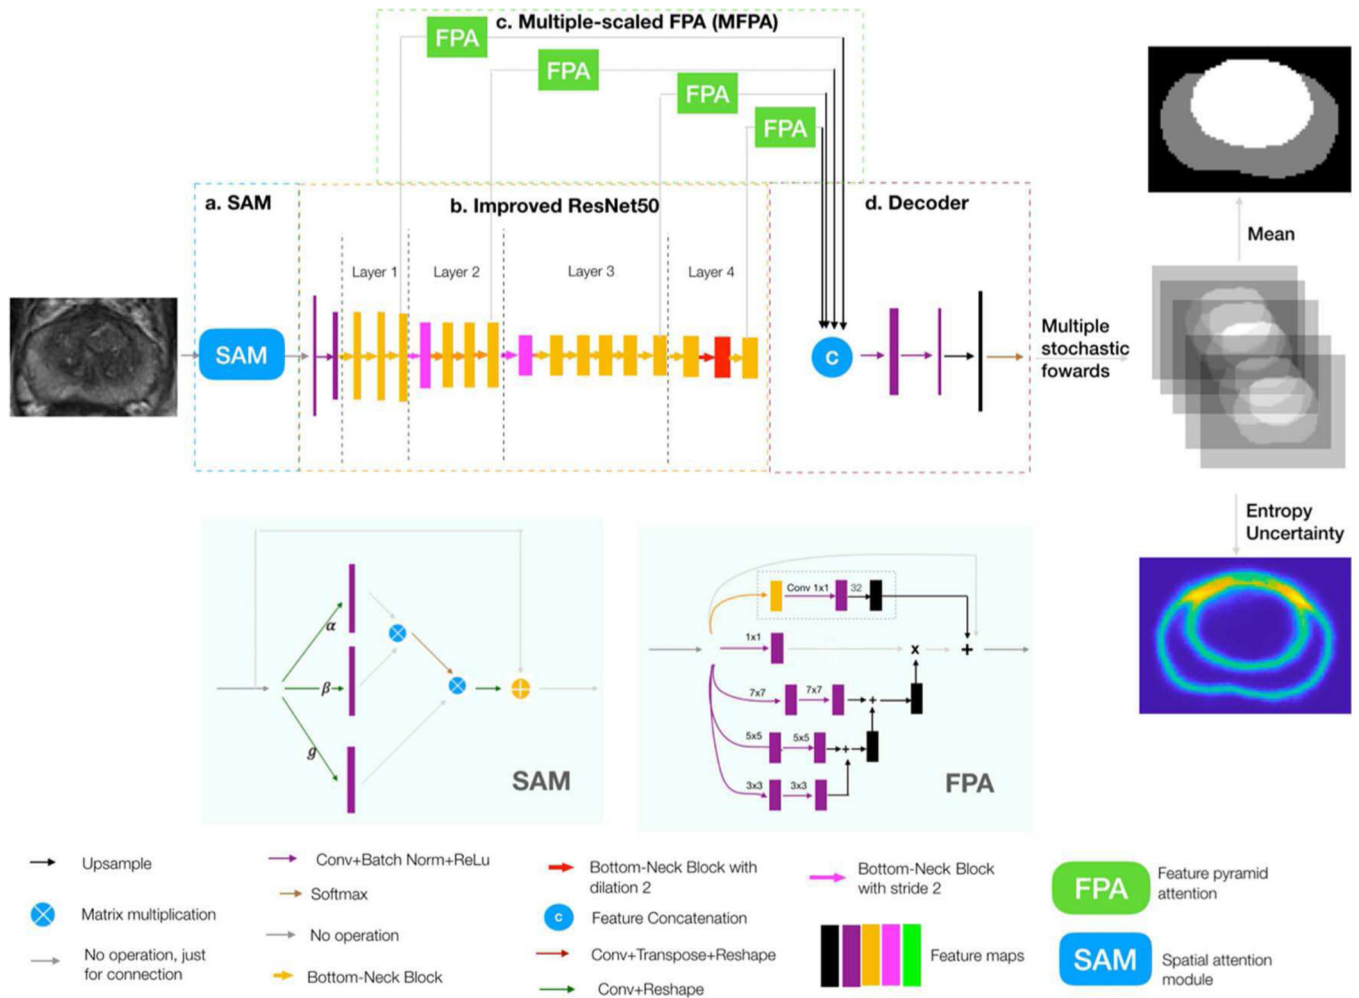 c. Multiple-scaled FPA (MFPA)
FPA
FPA
FPA
FPA
a. SAM
b. Improved ResNet50
d. Decoder
Mean
Layer 1
Layer 2
Layer 3
Layer 4
SAM
C
Multiple
stochastic
fowards
Entropy
Uncertainty
α
β
g
SAM
Conv 1x1
32
1x1
x
+
7x7
7x7
+
5x5
5x5
+
3x3
3x3
FPA
Upsample
Conv+Batch Norm+ReLu
Bottom-Neck Block with
dilation 2
Bottom-Neck Block
with stride 2
FPA
Feature pyramid
attention
Matrix multiplication
Softmax
C
Feature Concatenation
No operation
No operation, just
for connection
Conv+Transpose+Reshape
Feature maps
SAM
Spatial attention
module
Bottom-Neck Block
Conv+Reshape